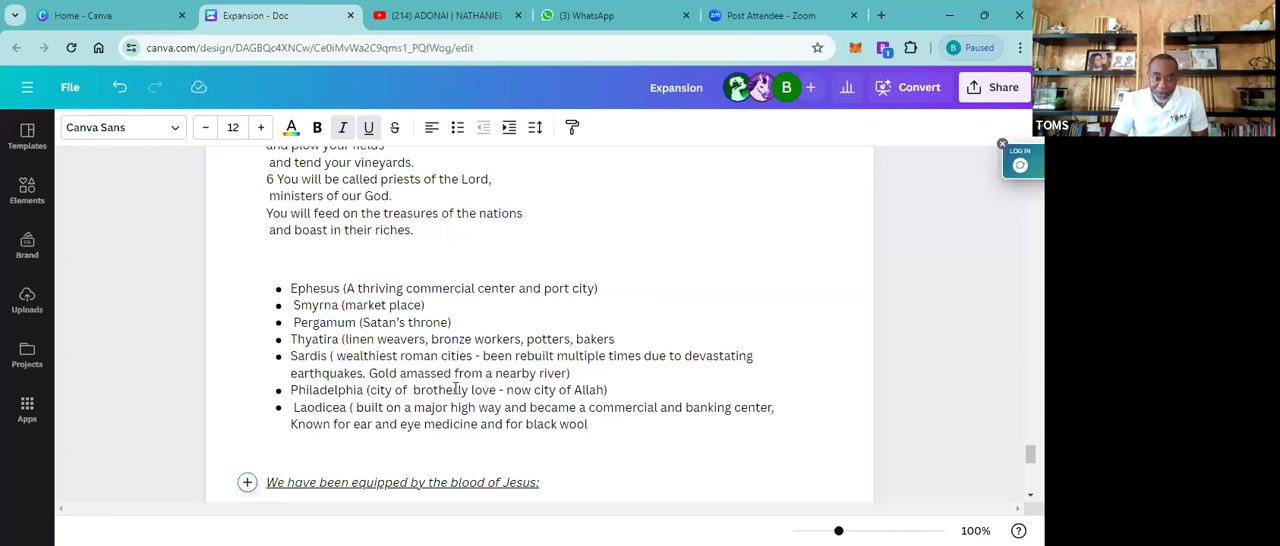 Home - Canva
Expansion - Doc
(214) ADONAI | NATHANIEL
(3) WhatsApp
Post Attendee - Zoom
canva.com/design/DAGBQc4XNCw/Ce0iMvWa2C9qms1_PQfWog/edit
1
B
Paused
File
Expansion
B
Convert
Share
TOMS
Canva Sans
12
A
B
I
U
S
LOG IN
Templates
Elements
Brand
Uploads
Projects
Apps
and plow your fields
and tend your vineyards.
6 You will be called priests of the Lord,
ministers of our God.
You will feed on the treasures of the nations
and boast in their riches.
Ephesus (A thriving commercial center and port city)
Smyrna (market place)
Pergamum (Satan's throne)
Thyatira (linen weavers, bronze workers, potters, bakers
Sardis ( wealthiest roman cities - been rebuilt multiple times due to devastating
earthquakes. Gold amassed from a nearby river)
Philadelphia (city of brotherly love - now city of Allah)
Laodicea ( built on a major high way and became a commercial and banking center,
Known for ear and eye medicine and for black wool
We have been equipped by the blood of Jesus:
100%